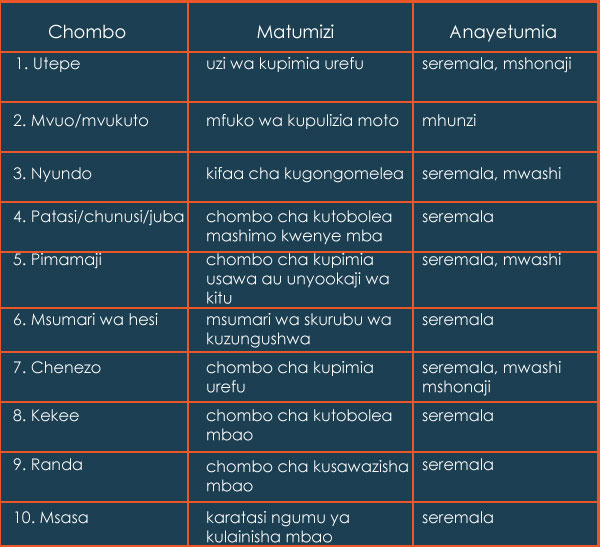 Chombo Matumizi Anayetumia
1. Utepe uzi wa kupimia urefu seremala, mshonaji
2. Mvuo/mvukuto mfuko wa kupulizia moto mhunzi
3. Nyundo kifaa cha kugongomelea seremala, mwashi
4. Patasi/chunusi/juba chombo cha kutobolea seremala
mashimo kwenye mba
5. Pimamaji chombo cha kupimia seremala, mwashi
usawa au unyookaji wa
kitu
6. Msumari wa hesi msumari wa skurubu wa seremala
kuzungushwa
7. Chenezo chombo cha kupimia seremala, mwashi
urefu mshonaji
8. Kekee chombo cha kutobolea seremala
mbao
9. Randa chombo cha kusawazisha seremala
mbao
10. Msasa karatasi ngumu ya seremala
kulainisha mbao